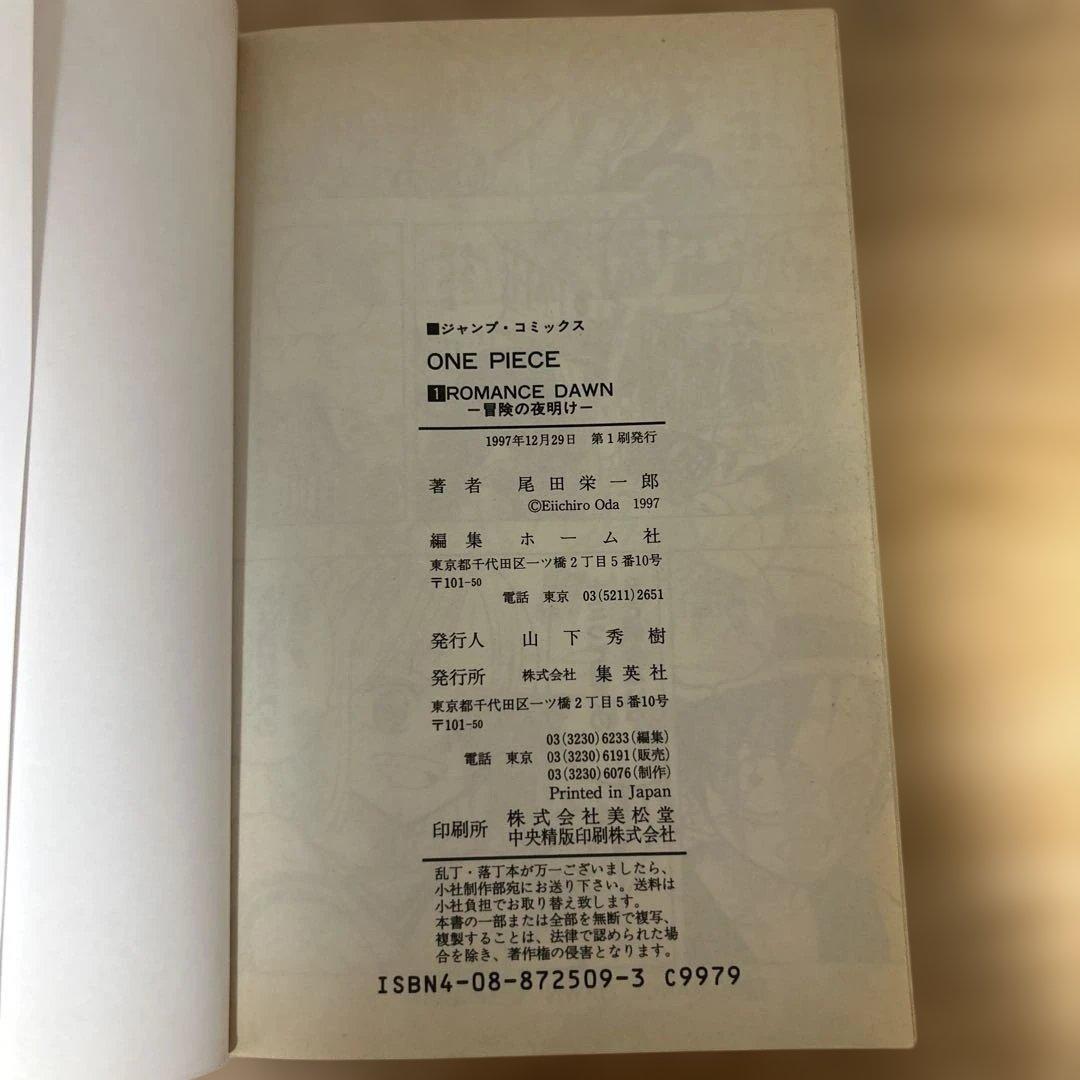 ■ジャンプ・コミックス
ONE PIECE
1 ROMANCE DAWN
―冒険の夜明け―
1997年12月29日 第1刷発行
著者 尾田栄一郎
©Eiichiro Oda 1997
編集 ホーム社
東京都千代田区一ツ橋2丁目5番10号
〒101-50
電話 東京 03(5211)2651
発行人 山下秀樹
発行所 株式会社 集英社
東京都千代田区一ツ橋2丁目5番10号
〒101-50
03(3230)6233(編集)
電話 東京 03(3230)6191(販売)
03(3230)6076(制作)
Printed in Japan
印刷所 株式会社美松堂
中央精版印刷株式会社
乱丁・落丁本が万一ございましたら、
小社制作部宛にお送り下さい。送料は
小社負担でお取り替え致します。
本書の一部または全部を無断で複写、
複製することは、法律で認められた場
合を除き、著作権の侵害となります。
ISBN4-08-872509-3 C9979